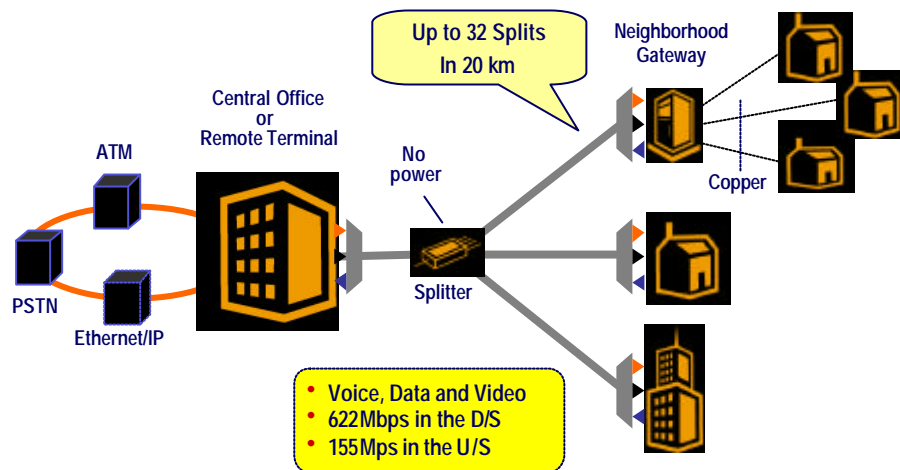 Up to 32 Splits
In 20 km
Neighborhood
Gateway
Central Office
or
Remote Terminal
ATM
No
power
Copper
PSTN
Splitter
Ethernet/IP
• Voice, Data and Video
• 622Mbps in the D/S
• 155Mps in the U/S